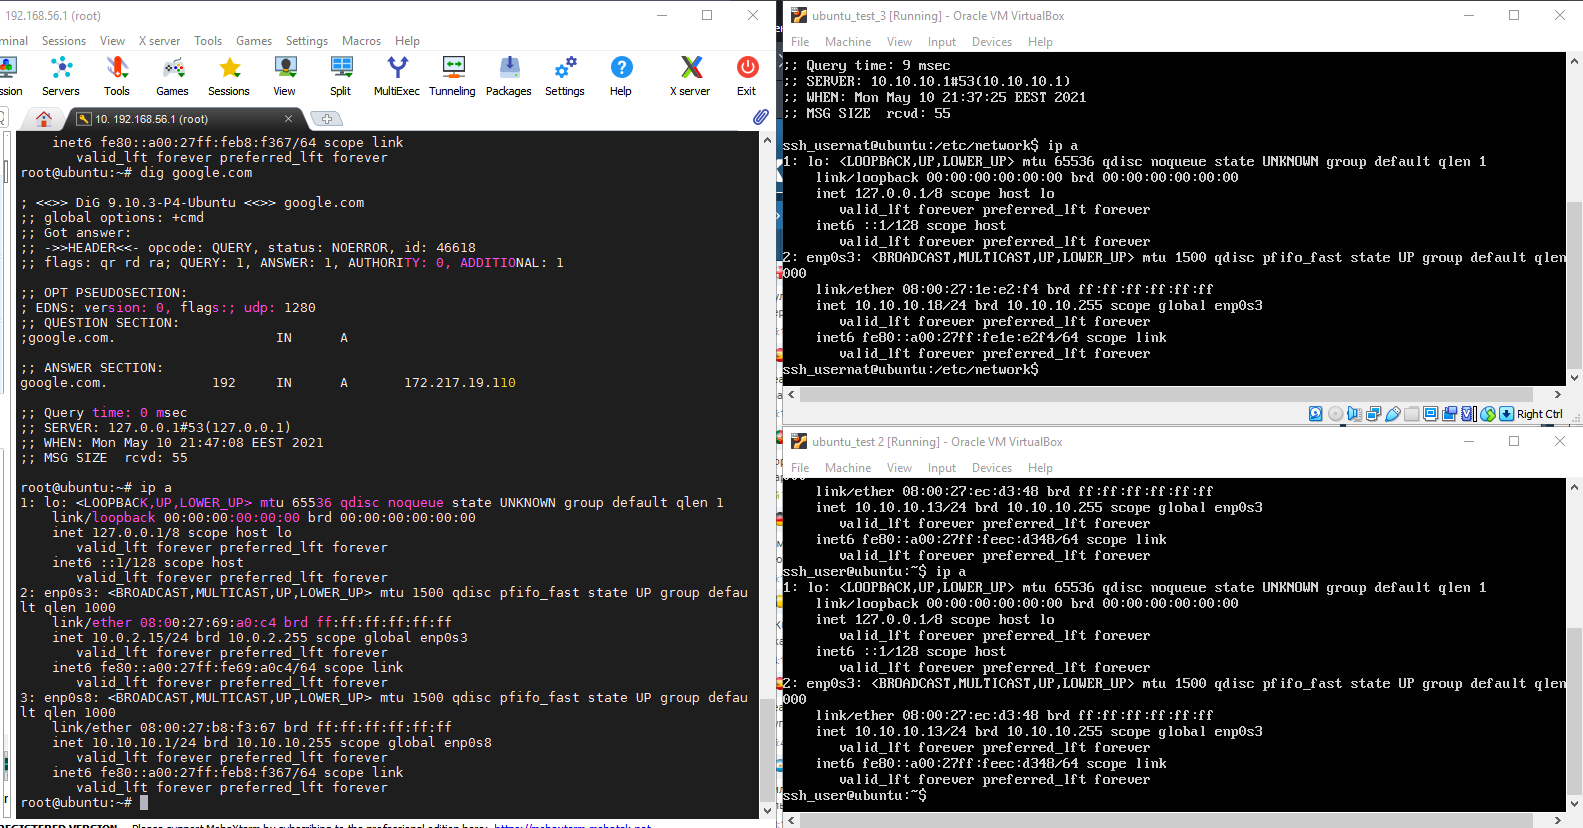 192.168.56.1 (root)
minal Sessions View X server Tools Games Settings Macros Help
ssion Servers Tools Games Sessions View Split MultiExec Tunneling Packages Settings Help X server Exit
10. 192.168.56.1 (root)
inet6 fe80::a00:27ff:feb8:f367/64 scope link
valid_lft forever preferred_lft forever
root@ubuntu:~# dig google.com
; <<>> DiG 9.10.3-P4-Ubuntu <<>> google.com
;; global options: +cmd
;; Got answer:
;; ->>HEADER<<- opcode: QUERY, status: NOERROR, id: 46618
;; flags: qr rd ra; QUERY: 1, ANSWER: 1, AUTHORITY: 0, ADDITIONAL: 1
;; OPT PSEUDOSECTION:
; EDNS: version: 0, flags:; udp: 1280
;; QUESTION SECTION:
;google.com. IN A
;; ANSWER SECTION:
google.com. 192 IN A 172.217.19.110
;; Query time: 0 msec
;; SERVER: 127.0.0.1#53(127.0.0.1)
;; WHEN: Mon May 10 21:47:08 EEST 2021
;; MSG SIZE rcvd: 55
root@ubuntu:~# ip a
1: lo: <LOOPBACK,UP,LOWER_UP> mtu 65536 qdisc noqueue state UNKNOWN group default qlen 1
link/loopback 00:00:00:00:00:00 brd 00:00:00:00:00:00
inet 127.0.0.1/8 scope host lo
valid_lft forever preferred_lft forever
inet6 ::1/128 scope host
valid_lft forever preferred_lft forever
2: enp0s3: <BROADCAST,MULTICAST,UP,LOWER_UP> mtu 1500 qdisc pfifo_fast state UP group defau
lt qlen 1000
link/ether 08:00:27:69:a0:c4 brd ff:ff:ff:ff:ff:ff
inet 10.0.2.15/24 brd 10.0.2.255 scope global enp0s3
valid_lft forever preferred_lft forever
inet6 fe80::a00:27ff:fe69:a0c4/64 scope link
valid_lft forever preferred_lft forever
3: enp0s8: <BROADCAST,MULTICAST,UP,LOWER_UP> mtu 1500 qdisc pfifo_fast state UP group defau
lt qlen 1000
link/ether 08:00:27:b8:f3:67 brd ff:ff:ff:ff:ff:ff
inet 10.10.10.1/24 brd 10.10.10.255 scope global enp0s8
valid_lft forever preferred_lft forever
inet6 fe80::a00:27ff:feb8:f367/64 scope link
valid_lft forever preferred_lft forever
root@ubuntu:~#
ubuntu_test_3 [Running] - Oracle VM VirtualBox
File Machine View Input Devices Help
;; Query time: 9 msec
;; SERVER: 10.10.10.1#53(10.10.10.1)
;; WHEN: Mon May 10 21:37:25 EEST 2021
;; MSG SIZE rcvd: 55
ssh_usernat@ubuntu:/etc/network$ ip a
1: lo: <LOOPBACK,UP,LOWER_UP> mtu 65536 qdisc noqueue state UNKNOWN group default qlen 1
link/loopback 00:00:00:00:00:00 brd 00:00:00:00:00:00
inet 127.0.0.1/8 scope host lo
valid_lft forever preferred_lft forever
inet6 ::1/128 scope host
valid_lft forever preferred_lft forever
2: enp0s3: <BROADCAST,MULTICAST,UP,LOWER_UP> mtu 1500 qdisc pfifo_fast state UP group default qlen
000
link/ether 08:00:27:1e:e2:f4 brd ff:ff:ff:ff:ff:ff
inet 10.10.10.18/24 brd 10.10.10.255 scope global enp0s3
valid_lft forever preferred_lft forever
inet6 fe80::a00:27ff:fe1e:e2f4/64 scope link
valid_lft forever preferred_lft forever
ssh_usernat@ubuntu:/etc/network$
Right Ctrl
ubuntu_test 2 [Running] - Oracle VM VirtualBox
File Machine View Input Devices Help
link/ether 08:00:27:ec:d3:48 brd ff:ff:ff:ff:ff:ff
inet 10.10.10.13/24 brd 10.10.10.255 scope global enp0s3
valid_lft forever preferred_lft forever
inet6 fe80::a00:27ff:feec:d348/64 scope link
valid_lft forever preferred_lft forever
ssh_user@ubuntu:~$ ip a
1: lo: <LOOPBACK,UP,LOWER_UP> mtu 65536 qdisc noqueue state UNKNOWN group default qlen 1
link/loopback 00:00:00:00:00:00 brd 00:00:00:00:00:00
inet 127.0.0.1/8 scope host lo
valid_lft forever preferred_lft forever
inet6 ::1/128 scope host
valid_lft forever preferred_lft forever
2: enp0s3: <BROADCAST,MULTICAST,UP,LOWER_UP> mtu 1500 qdisc pfifo_fast state UP group default qlen
000
link/ether 08:00:27:ec:d3:48 brd ff:ff:ff:ff:ff:ff
inet 10.10.10.13/24 brd 10.10.10.255 scope global enp0s3
valid_lft forever preferred_lft forever
inet6 fe80::a00:27ff:feec:d348/64 scope link
valid_lft forever preferred_lft forever
ssh_user@ubuntu:~$